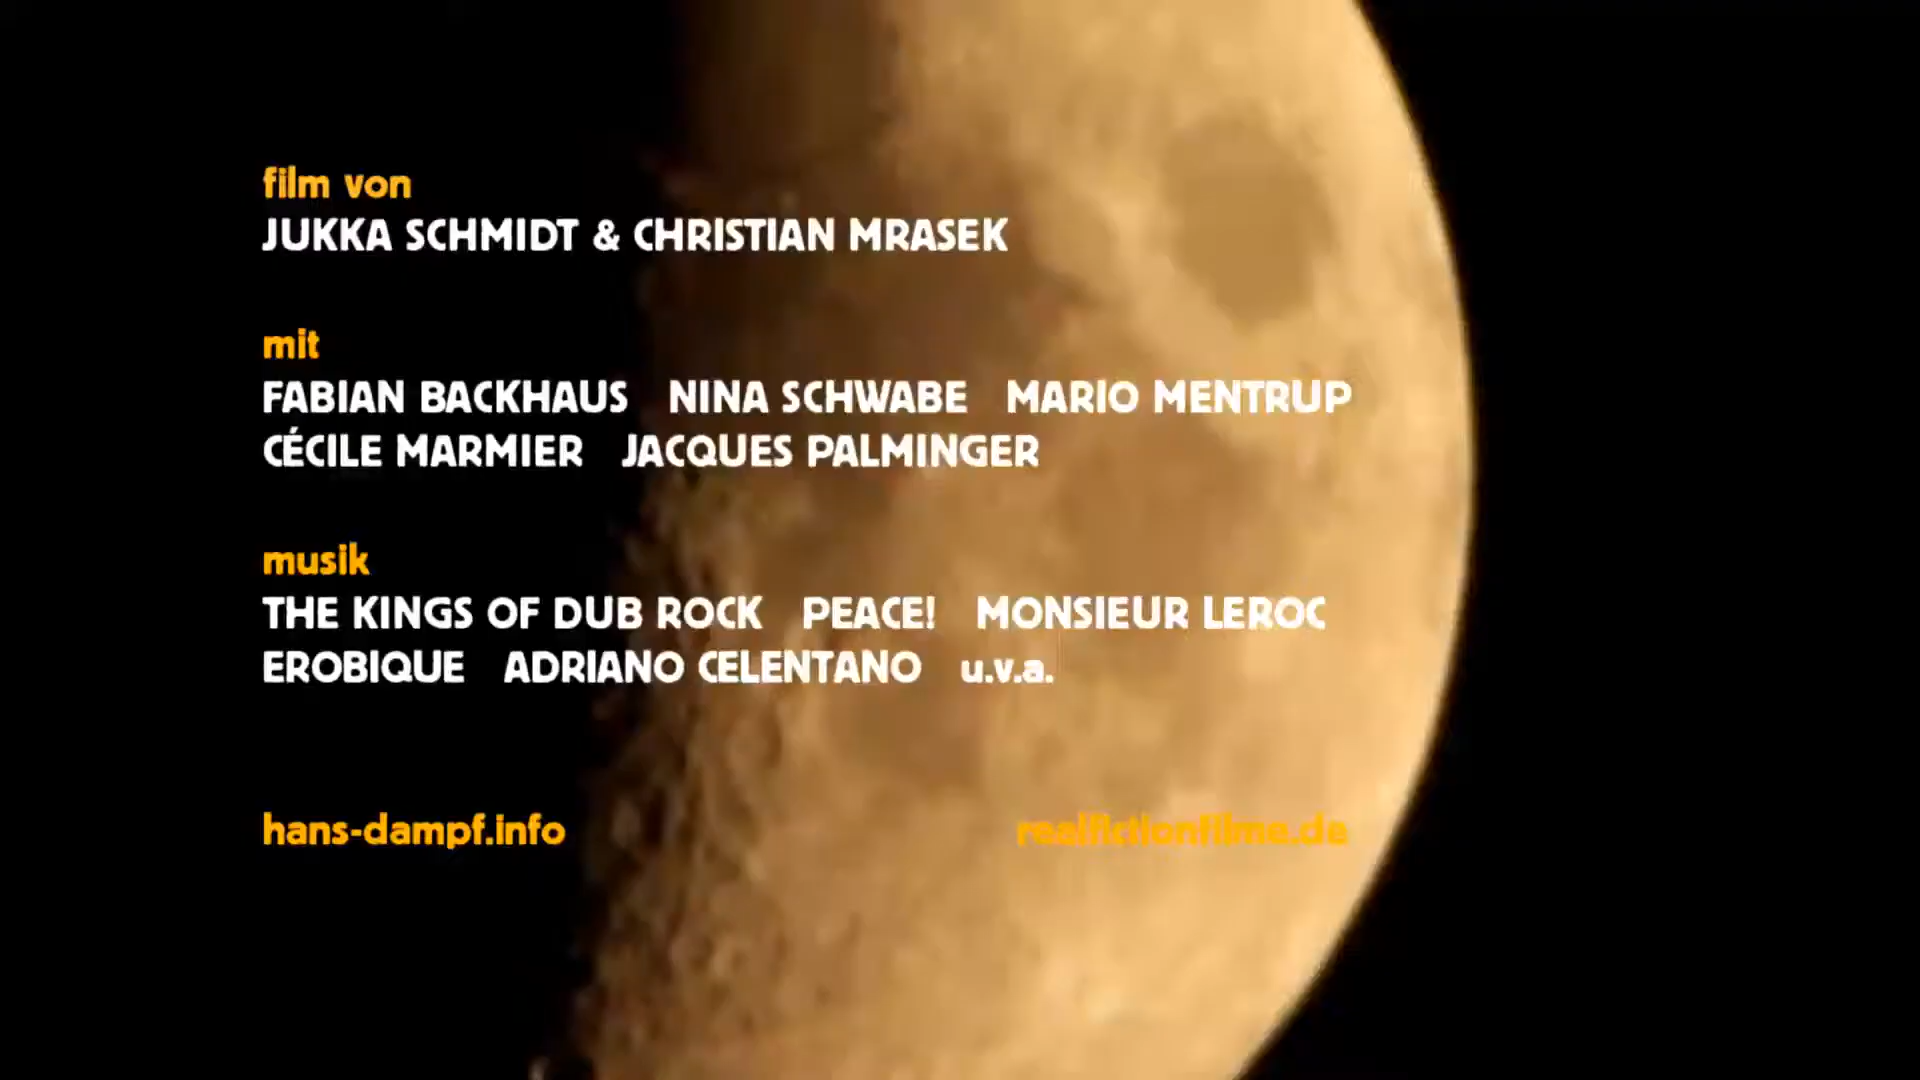 film von
JUKKA SCHMIDT & CHRISTIAN MRASEK
mit
FABIAN BACKHAUS NINA SCHWABE MARIO MENTRUP
CÉCILE MARMIER JACQUES PALMINGER
musik
THE KINGS OF DUB ROCK PEACE! MONSIEUR LEROC
EROBIQUE ADRIANO CELENTANO u.v.a.
hans-dampf.info realfictionfilme.de